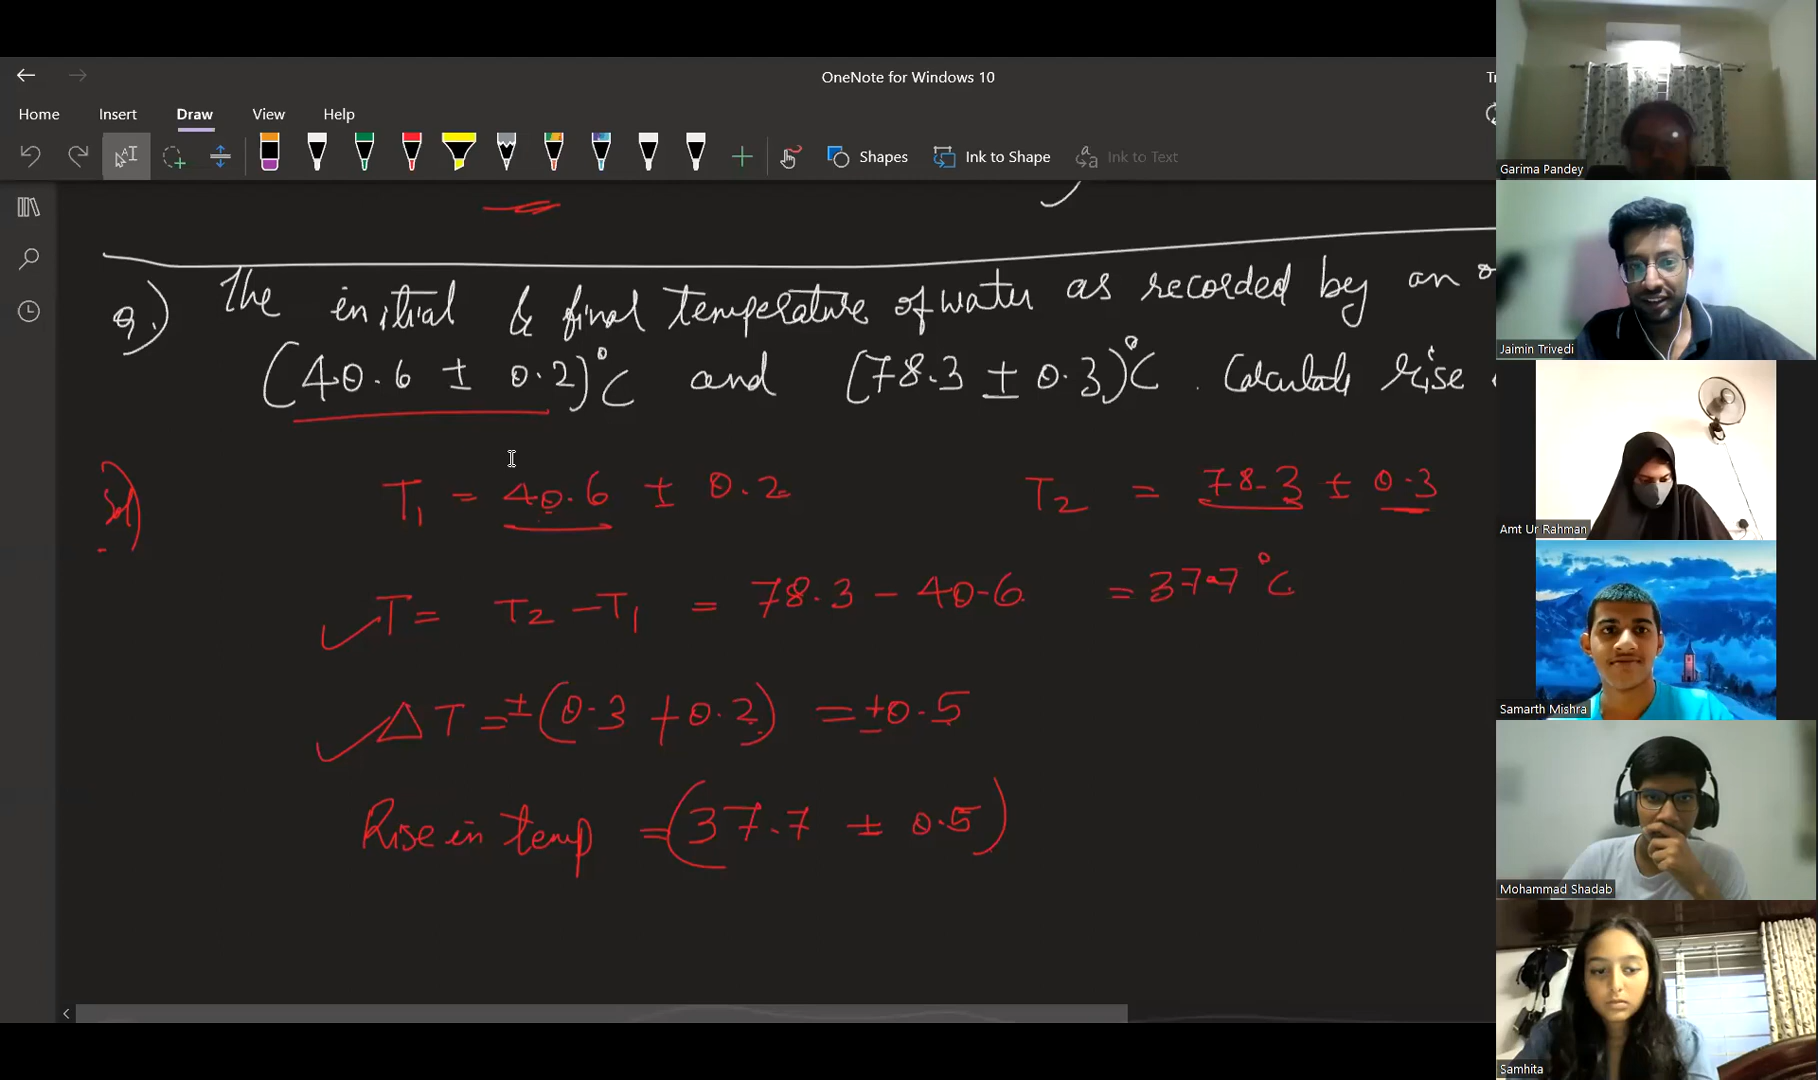 OneNote for Windows 10
Tr
Home Insert Draw View Help
Shapes Ink to Shape Ink to Text
Q.) The initial & final temperature of water as recorded by an o
(40.6 ± 0.2)°C and (78.3 ± 0.3)°C. Calculate rise
Sol)
T1 = 40.6 ± 0.2 T2 = 78.3 ± 0.3
T = T2 - T1 = 78.3 - 40.6 = 37.7°C
ΔT = ±(0.3 + 0.2) = ±0.5
Rise in temp = (37.7 ± 0.5)
Garima Pandey
Jaimin Trivedi
Amt Ur Rahman
Samarth Mishra
Mohammad Shadab
Samhita